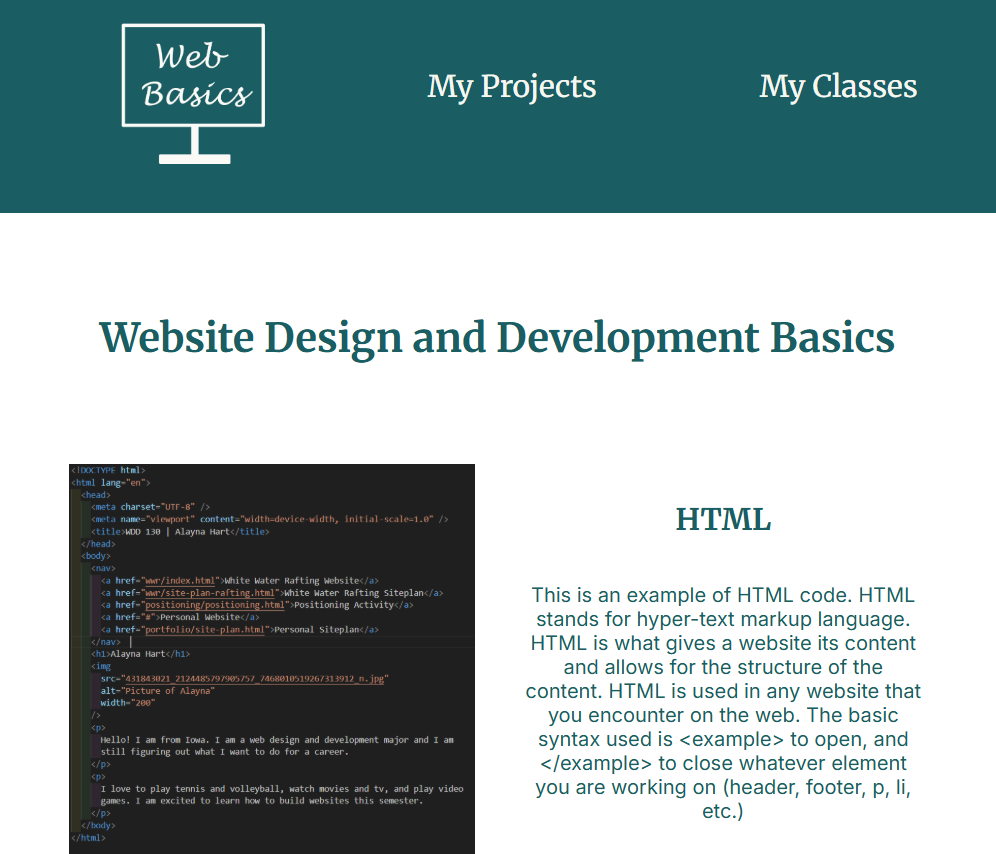 Web
Basics
My Projects
My Classes
Website Design and Development Basics
<!DOCTYPE html>
<html lang="en">
<head>
<meta charset="UTF-8" />
<meta name="viewport" content="width=device-width, initial-scale=1.0" />
<title>WDD 130 | Alayna Hart</title>
</head>
<body>
<nav>
<a href="wwr/index.html">White Water Rafting Website</a>
<a href="wwr/site-plan-rafting.html">White Water Rafting Siteplan</a>
<a href="positioning/positioning.html">Positioning Activity</a>
<a href="#">Personal Website</a>
<a href="portfolio/site-plan.html">Personal Siteplan</a>
</nav>
<h1>Alayna Hart</h1>
<img
src="431843021_2124485797905757_7468010519267313912_n.jpg"
alt="Picture of Alayna"
width="200"
/>
<p>
Hello! I am from Iowa. I am a web design and development major and I am
still figuring out what I want to do for a career.
</p>
<p>
I love to play tennis and volleyball, watch movies and tv, and play video
games. I am excited to learn how to build websites this semester.
</p>
</body>
</html>
HTML
This is an example of HTML code. HTML
stands for hyper-text markup language.
HTML is what gives a website its content
and allows for the structure of the
content. HTML is used in any website that
you encounter on the web. The basic
syntax used is <example> to open, and
</example> to close whatever element
you are working on (header, footer, p, li,
etc.)